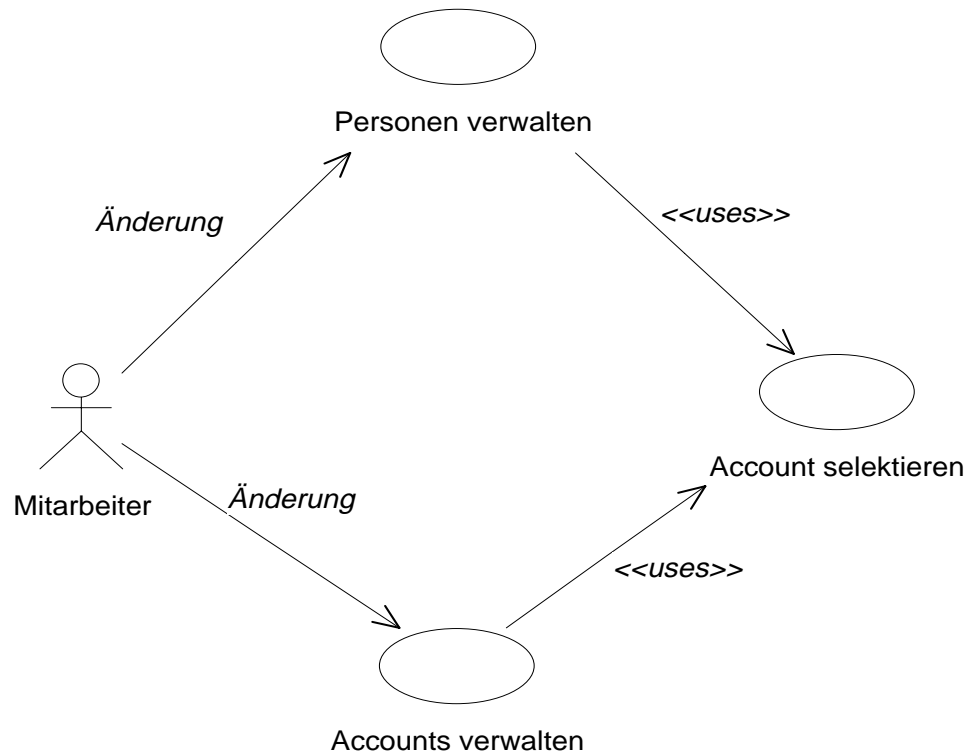 Personen verwalten
Änderung
<<uses>>
Account selektieren
Mitarbeiter
Änderung
<<uses>>
Accounts verwalten